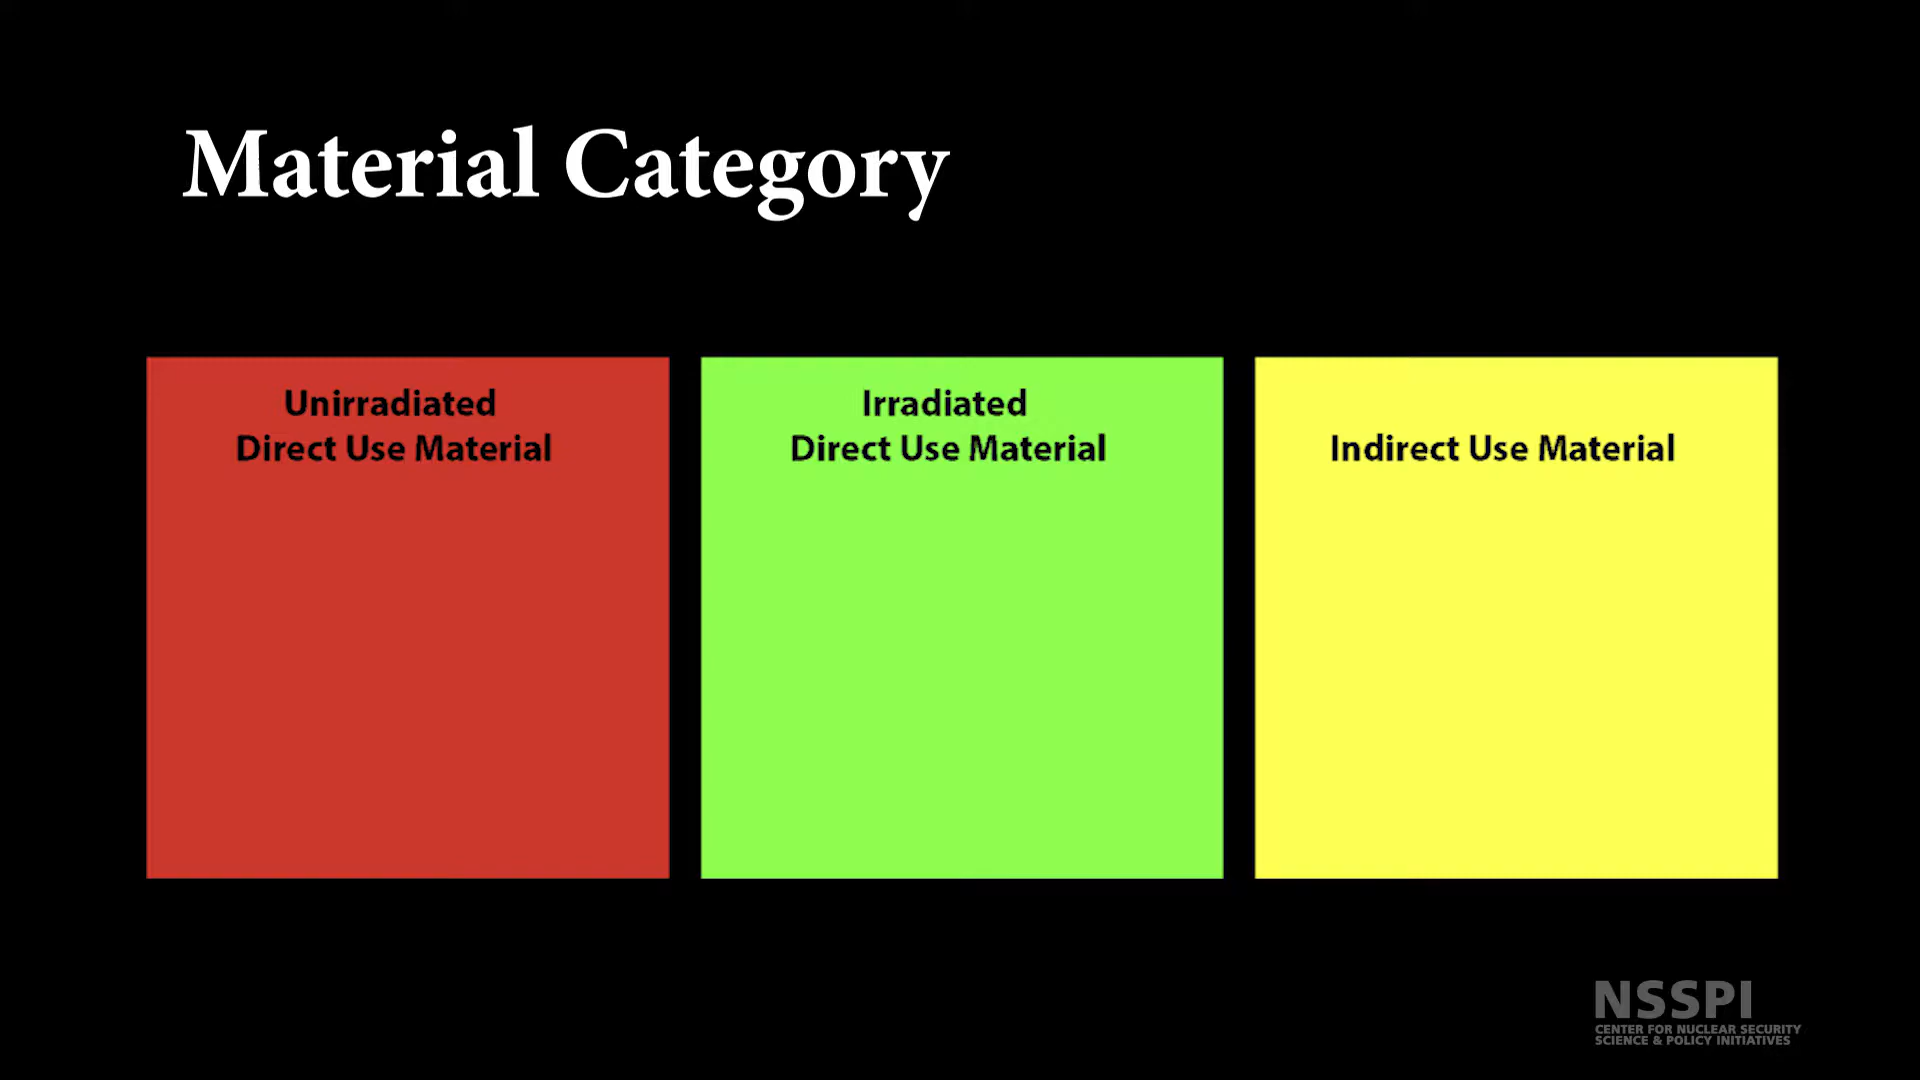 Material Category
Unirradiated
Direct Use Material
Irradiated
Direct Use Material
Indirect Use Material
NSSPI
CENTER FOR NUCLEAR SECURITY
SCIENCE & POLICY INITIATIVES